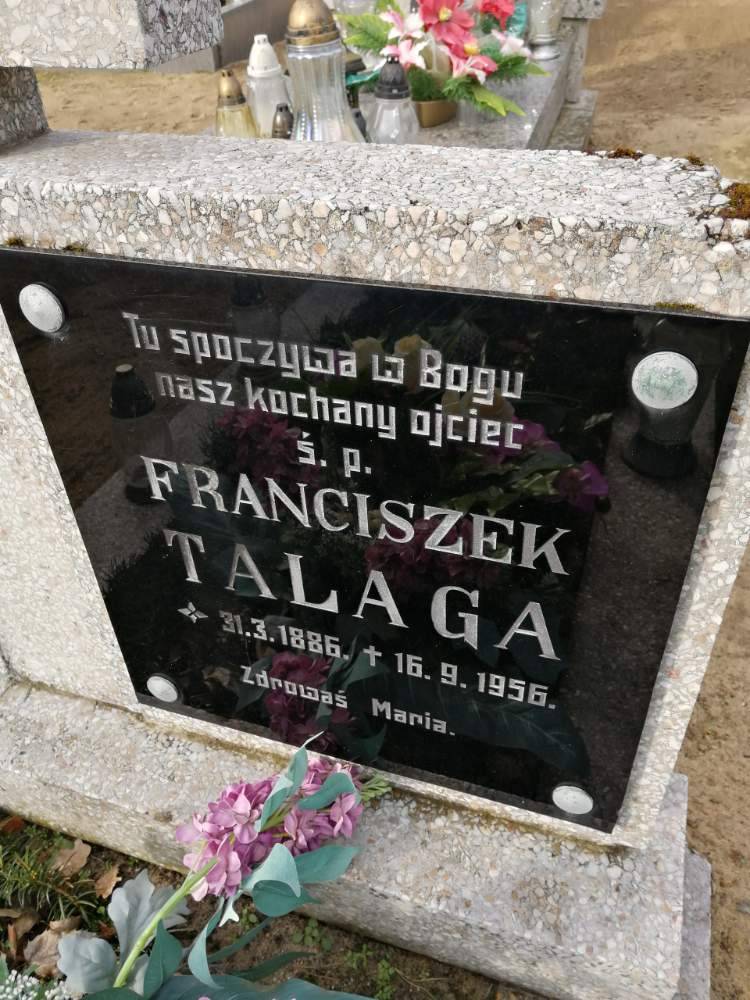 Tu spoczywa w Bogu
nasz kochany ojciec
ś. p.
FRANCISZEK
TALAGA
31.3.1886. † 16.9.1956.
Zdrowaś Maria.